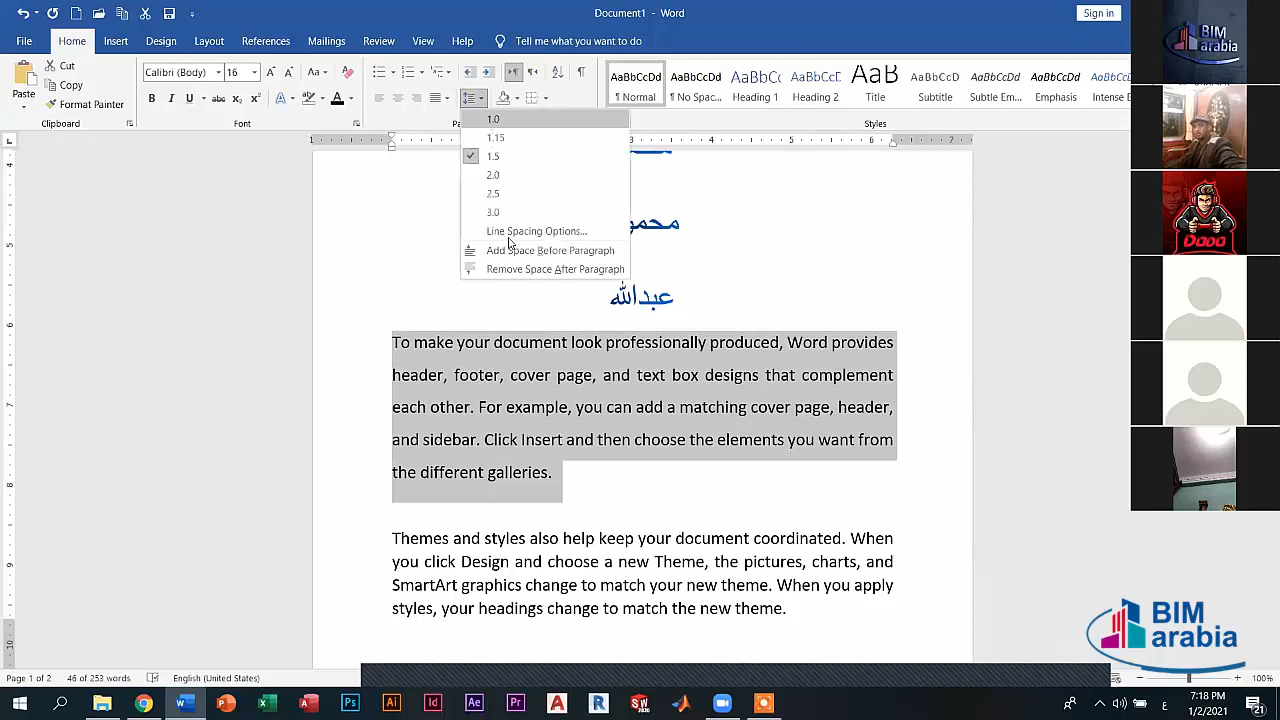 Document1 - Word
Sign in
BIM
arabia
File Home Insert Design Layout References Mailings Review View Help Tell me what you want to do
Cut
Copy
Format Painter
Paste
Clipboard
Calibri (Body) 16
Font
AaBbCcDd AaBbCcDd AaBbCcC AaBbCcC AaB AaBbCcD AaBbCcDd AaBbCcDd AaBbCcD
¶ Normal ¶ No Spac... Heading 1 Heading 2 Title Subtitle Subtle Em... Emphasis Intense E
Styles
1.0
1.15
1.5
2.0
2.5
3.0
Line Spacing Options...
Add Space Before Paragraph
Remove Space After Paragraph
DODO
عبدالله
To make your document look professionally produced, Word provides
header, footer, cover page, and text box designs that complement
each other. For example, you can add a matching cover page, header,
and sidebar. Click Insert and then choose the elements you want from
the different galleries.
Themes and styles also help keep your document coordinated. When
you click Design and choose a new Theme, the pictures, charts, and
SmartArt graphics change to match your new theme. When you apply
styles, your headings change to match the new theme.
BIM
arabia
Page 1 of 2 46 of 253 words English (United States) 100%
7:18 PM
1/2/2021